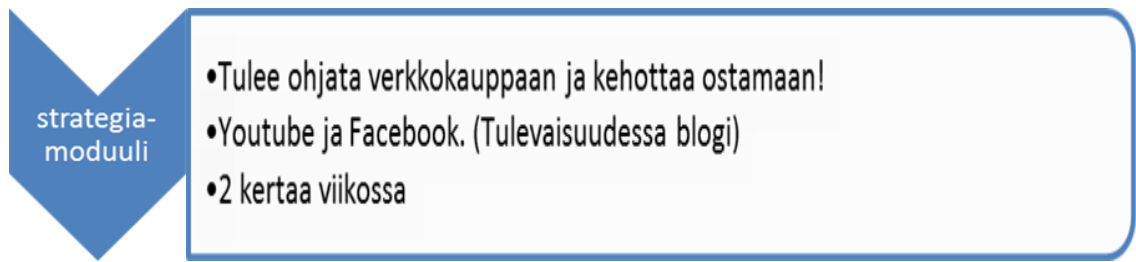 strategia-
moduuli
•Tulee ohjata verkkokauppaan ja kehottaa ostamaan!
•Youtube ja Facebook. (Tulevaisuudessa blogi)
•2 kertaa viikossa